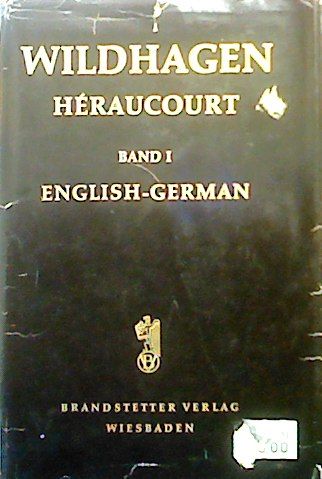 WILDHAGEN
HÉRAUCOURT
BAND I
ENGLISH-GERMAN
BRANDSTETTER VERLAG
WIESBADEN